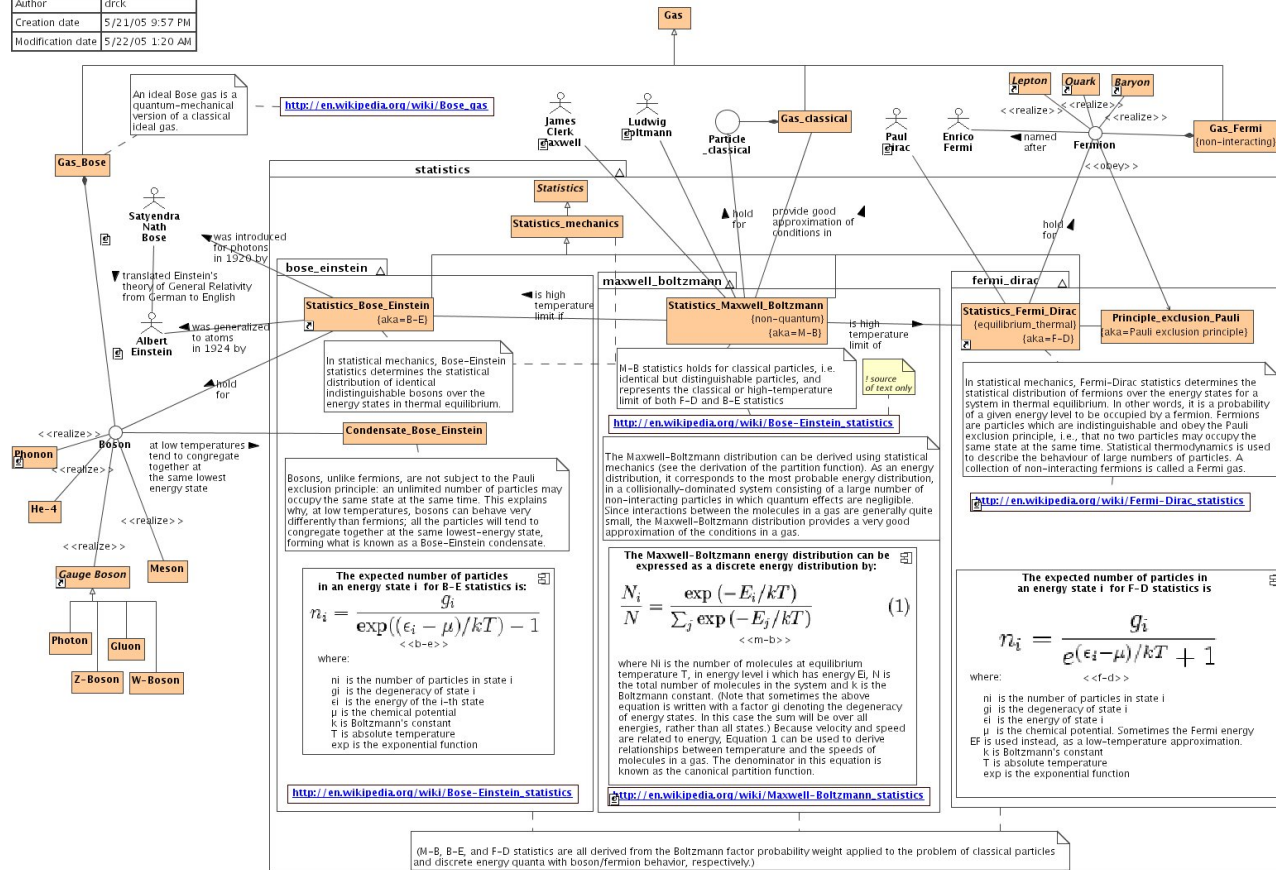 Author drck
Creation date 5/21/05 9:57 PM
Modification date 5/22/05 1:20 AM
Gas
An ideal Bose gas is a
quantum-mechanical
version of a classical
ideal gas.
http://en.wikipedia.org/wiki/Bose_gas
James
Clerk
axwell
Ludwig
oltzmann
Particle
_classical
Gas_classical
Paul
irac
Enrico
Fermi
named
after
Lepton
Quark
Baryon
<<realize>>
<<realize>>
<<realize>>
Fermion
Gas_Fermi
{non-interacting}
<<obey>>
Gas_Bose
statistics
Statistics
Statistics_mechanics
Satyendra
Nath
Bose
was introduced
for photons
in 1920 by
translated Einstein's
theory of General Relativity
from German to English
Albert
Einstein
was generalized
to atoms
in 1924 by
hold
for
hold
for
provide good
approximation of
conditions in
hold
for
bose_einstein
Statistics_Bose_Einstein
{aka=B-E}
is high
temperature
limit if
maxwell_boltzmann
Statistics_Maxwell_Boltzmann
{non-quantum}
{aka=M-B}
is high
temperature
limit of
fermi_dirac
Statistics_Fermi_Dirac
{equilibrium_thermal}
{aka=F-D}
Principle_exclusion_Pauli
{aka=Pauli exclusion principle}
In statistical mechanics, Bose-Einstein
statistics determines the statistical
distribution of identical
indistinguishable bosons over the
energy states in thermal equilibrium.
M-B statistics holds for classical particles, i.e.
identical but distinguishable particles, and
represents the classical or high-temperature
limit of both F-D and B-E statistics
! source
of text only
http://en.wikipedia.org/wiki/Bose-Einstein_statistics
In statistical mechanics, Fermi-Dirac statistics determines the
statistical distribution of fermions over the energy states for a
system in thermal equilibrium. In other words, it is a probability
of a given energy level to be occupied by a fermion. Fermions
are particles which are indistinguishable and obey the Pauli
exclusion principle, i.e., that no two particles may occupy the
same state at the same time. Statistical thermodynamics is used
to describe the behaviour of large numbers of particles. A
collection of non-interacting fermions is called a Fermi gas.
http://en.wikipedia.org/wiki/Fermi-Dirac_statistics
<<realize>>
Boson
Phonon
He-4
<<realize>>
<<realize>>
Gauge Boson
Meson
Photon
Gluon
Z-Boson
W-Boson
at low temperatures
tend to congregate
together at
the same lowest
energy state
Condensate_Bose_Einstein
Bosons, unlike fermions, are not subject to the Pauli
exclusion principle: an unlimited number of particles may
occupy the same state at the same time. This explains
why, at low temperatures, bosons can behave very
differently than fermions; all the particles will tend to
congregate together at the same lowest-energy state,
forming what is known as a Bose-Einstein condensate.
The expected number of particles
in an energy state i for B-E statistics is:
n_i = g_i / (exp((ϵ_i − μ)/kT) − 1)
<<b-e>>
where:
ni is the number of particles in state i
gi is the degeneracy of state i
ϵi is the energy of the i-th state
μ is the chemical potential
k is Boltzmann's constant
T is absolute temperature
exp is the exponential function
http://en.wikipedia.org/wiki/Bose-Einstein_statistics
The Maxwell-Boltzmann distribution can be derived using statistical
mechanics (see the derivation of the partition function). As an energy
distribution, it corresponds to the most probable energy distribution,
in a collisionally-dominated system consisting of a large number of
non-interacting particles in which quantum effects are negligible.
Since interactions between the molecules in a gas are generally quite
small, the Maxwell-Boltzmann distribution provides a very good
approximation of the conditions in a gas.
The Maxwell-Boltzmann energy distribution can be
expressed as a discrete energy distribution by:
N_i / N = exp (−E_i/kT) / ∑_j exp (−E_j/kT) (1)
<<m-b>>
where Ni is the number of molecules at equilibrium
temperature T, in energy level i which has energy Ei, N is
the total number of molecules in the system and k is the
Boltzmann constant. (Note that sometimes the above
equation is written with a factor gi denoting the degeneracy
of energy states. In this case the sum will be over all
energies, rather than all states.) Because velocity and speed
are related to energy, Equation 1 can be used to derive
relationships between temperature and the speeds of
molecules in a gas. The denominator in this equation is
known as the canonical partition function.
http://en.wikipedia.org/wiki/Maxwell-Boltzmann_statistics
The expected number of particles in
an energy state i for F-D statistics is
n_i = g_i / (e^((ϵ_i−μ)/kT) + 1)
<<f-d>>
where:
ni is the number of particles in state i
gi is the degeneracy of state i
ϵi is the energy of state i
μ is the chemical potential. Sometimes the Fermi energy
EF is used instead, as a low-temperature approximation.
k is Boltzmann's constant
T is absolute temperature
exp is the exponential function
(M-B, B-E, and F-D statistics are all derived from the Boltzmann factor probability weight applied to the problem of classical particles
and discrete energy quanta with boson/fermion behavior, respectively.)